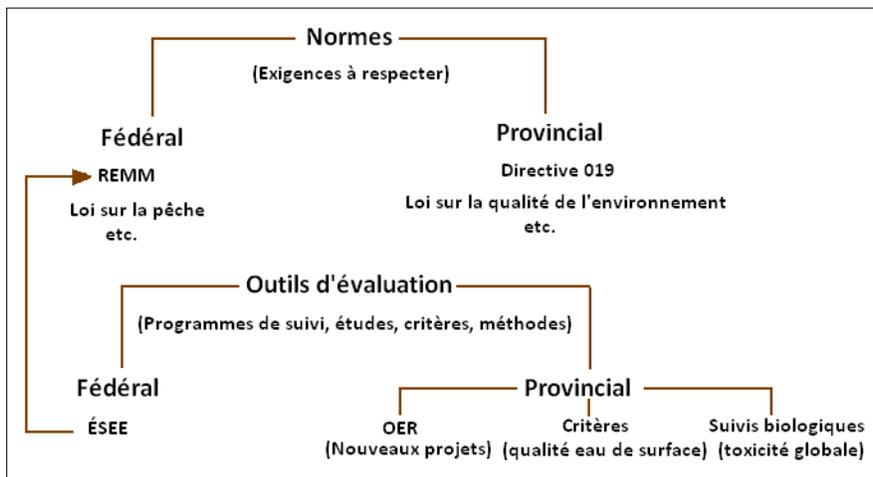 Normes
(Exigences à respecter)
Fédéral
REMM
Loi sur la pêche
etc.
Provincial
Directive 019
Loi sur la qualité de l'environnement
etc.
Outils d'évaluation
(Programmes de suivi, études, critères, méthodes)
Fédéral
ÉSEE
Provincial
OER
(Nouveaux projets)
Critères
(qualité eau de surface)
Suivis biologiques
(toxicité globale)